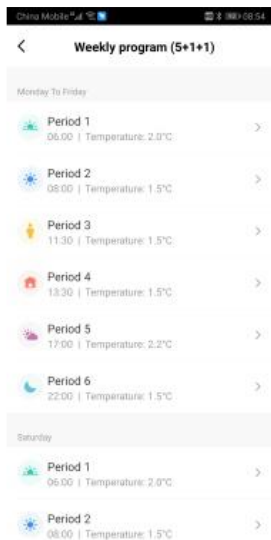 China Mobile 08:54
Weekly program (5+1+1)
Monday To Friday
Period 1
06:00 | Temperature: 2.0°C
Period 2
08:00 | Temperature: 1.5°C
Period 3
11:30 | Temperature: 1.5°C
Period 4
13:30 | Temperature: 1.5°C
Period 5
17:00 | Temperature: 2.2°C
Period 6
22:00 | Temperature: 1.5°C
Saturday
Period 1
06:00 | Temperature: 2.0°C
Period 2
08:00 | Temperature: 1.5°C